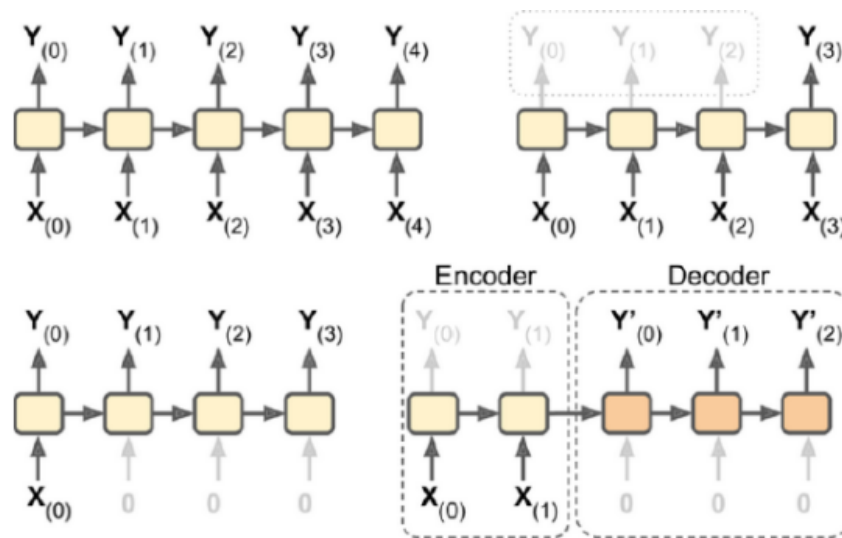 Y(0) Y(1) Y(2) Y(3) Y(4)
X(0) X(1) X(2) X(3) X(4)
Y(0) Y(1) Y(2) Y(3)
X(0) X(1) X(2) X(3)
Y(0) Y(1) Y(2) Y(3)
X(0) 0 0 0
Encoder Decoder
Y(0) Y(1) Y'(0) Y'(1) Y'(2)
X(0) X(1) 0 0 0